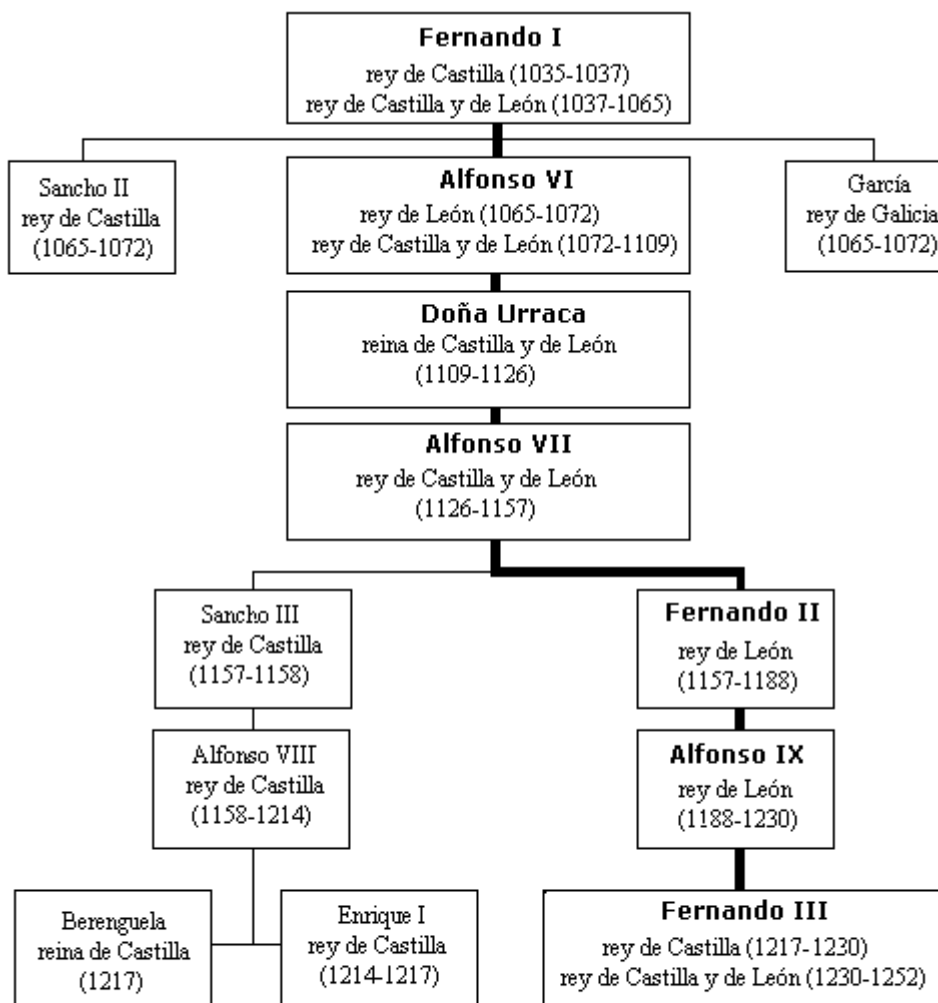 Fernando I
rey de Castilla (1035-1037)
rey de Castilla y de León (1037-1065)
Sancho II
rey de Castilla
(1065-1072)
Alfonso VI
rey de León (1065-1072)
rey de Castilla y de León (1072-1109)
García
rey de Galicia
(1065-1072)
Doña Urraca
reina de Castilla y de León
(1109-1126)
Alfonso VII
rey de Castilla y de León
(1126-1157)
Sancho III
rey de Castilla
(1157-1158)
Fernando II
rey de León
(1157-1188)
Alfonso VIII
rey de Castilla
(1158-1214)
Alfonso IX
rey de León
(1188-1230)
Berenguela
reina de Castilla
(1217)
Enrique I
rey de Castilla
(1214-1217)
Fernando III
rey de Castilla (1217-1230)
rey de Castilla y de León (1230-1252)